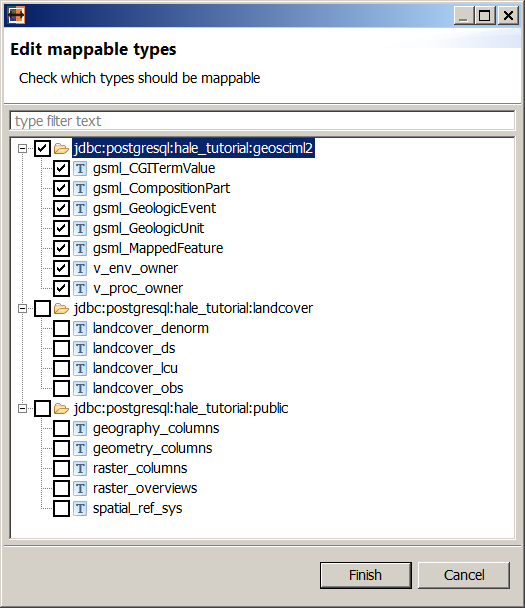 Edit mappable types
Check which types should be mappable
type filter text
jdbc:postgresql:hale_tutorial:geosciml2
T gsml_CGITermValue
T gsml_CompositionPart
T gsml_GeologicEvent
T gsml_GeologicUnit
T gsml_MappedFeature
T v_env_owner
T v_proc_owner
jdbc:postgresql:hale_tutorial:landcover
T landcover_denorm
T landcover_ds
T landcover_lcu
T landcover_obs
jdbc:postgresql:hale_tutorial:public
T geography_columns
T geometry_columns
T raster_columns
T raster_overviews
T spatial_ref_sys
Finish Cancel